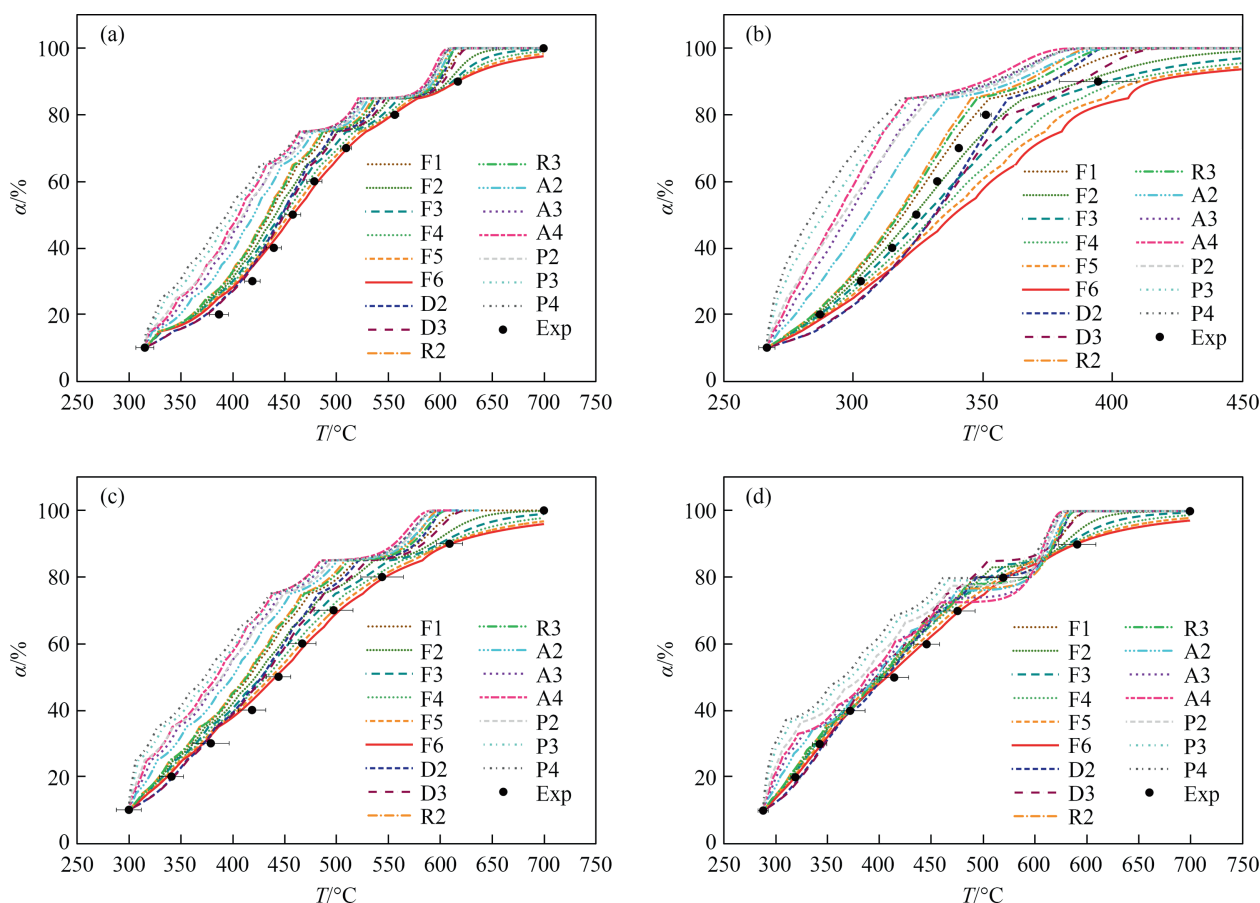 (a)
100
80
60
40
20
0
α/%
250 300 350 400 450 500 550 600 650 700 750
T/°C
F1
F2
F3
F4
F5
F6
D2
D3
R2
R3
A2
A3
A4
P2
P3
P4
Exp
(b)
100
80
60
40
20
0
α/%
250 300 350 400 450
T/°C
F1
F2
F3
F4
F5
F6
D2
D3
R2
R3
A2
A3
A4
P2
P3
P4
Exp
(c)
100
80
60
40
20
0
α/%
250 300 350 400 450 500 550 600 650 700 750
T/°C
F1
F2
F3
F4
F5
F6
D2
D3
R2
R3
A2
A3
A4
P2
P3
P4
Exp
(d)
100
80
60
40
20
0
α/%
250 300 343 400 450 500 600 600 650 700 750
T/°C
F1
F2
F3
F4
F5
F6
D2
D3
R2
R3
A2
A3
A4
P2
P3
P4
Exp